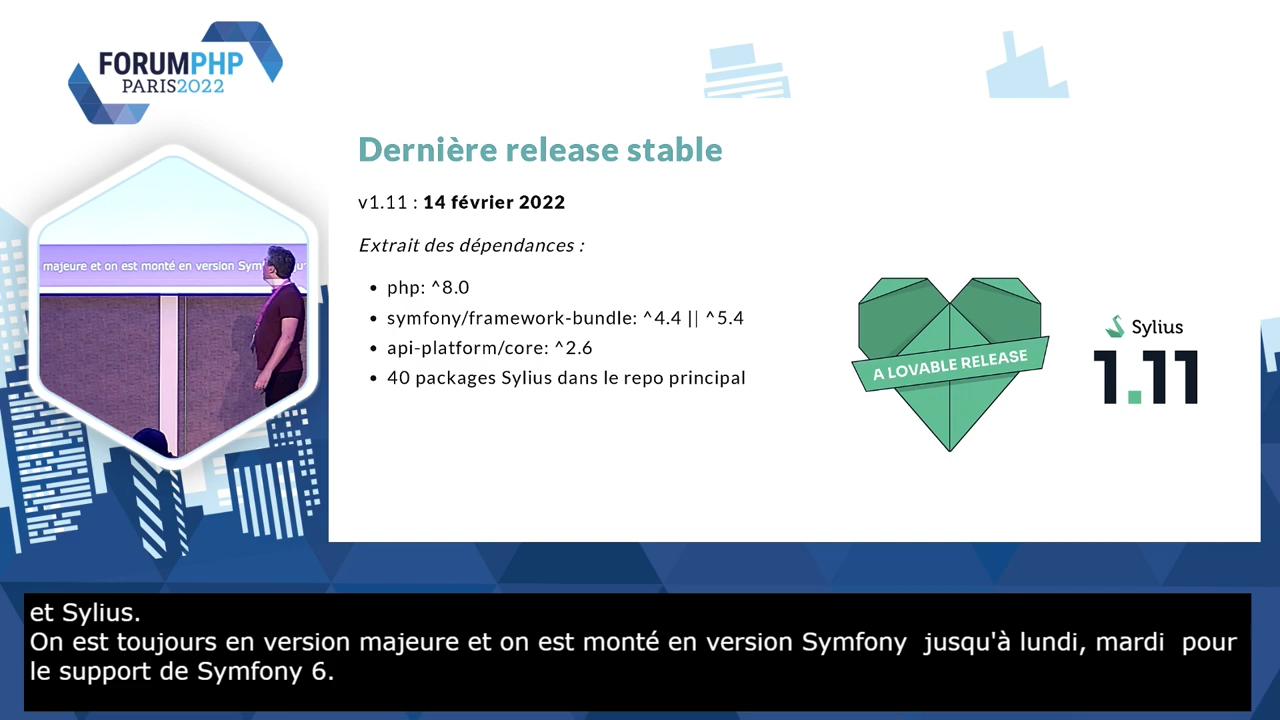 FORUMPHP
PARIS2022
Dernière release stable
v1.11 : 14 février 2022
Extrait des dépendances :
• php: ^8.0
• symfony/framework-bundle: ^4.4 || ^5.4
• api-platform/core: ^2.6
• 40 packages Sylius dans le repo principal
A LOVABLE RELEASE
Sylius
1.11
majeure et on est monté en version
et Sylius.
On est toujours en version majeure et on est monté en version Symfony  jusqu'à lundi, mardi  pour
le support de Symfony 6.